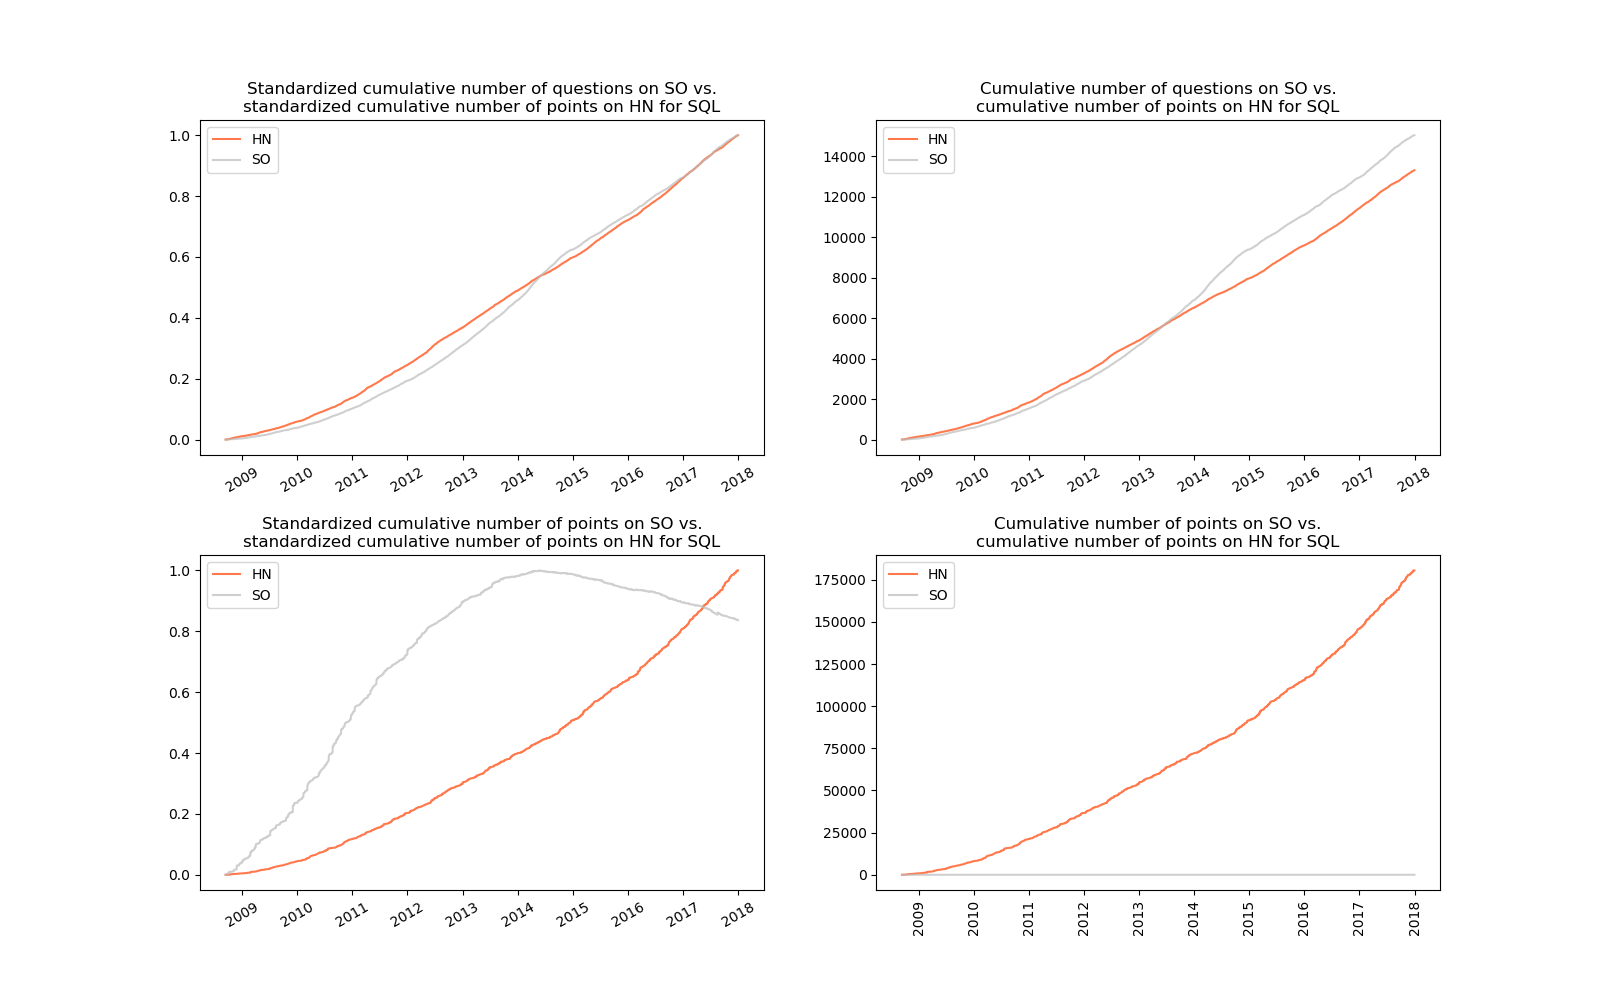 Standardized cumulative number of questions on SO vs.
standardized cumulative number of points on HN for SQL
HN
SO
1.0
0.8
0.6
0.4
0.2
0.0
2009 2010 2011 2012 2013 2014 2015 2016 2017 2018
Cumulative number of questions on SO vs.
cumulative number of points on HN for SQL
HN
SO
14000
12000
10000
8000
6000
4000
2000
0
2009 2010 2011 2012 2013 2014 2015 2016 2017 2018
Standardized cumulative number of points on SO vs.
standardized cumulative number of points on HN for SQL
HN
SO
1.0
0.8
0.6
0.4
0.2
0.0
2009 2010 2011 2012 2013 2014 2015 2016 2017 2018
Cumulative number of points on SO vs.
cumulative number of points on HN for SQL
HN
SO
175000
150000
125000
100000
75000
50000
25000
0
2009 2010 2011 2012 2013 2014 2015 2016 2017 2018